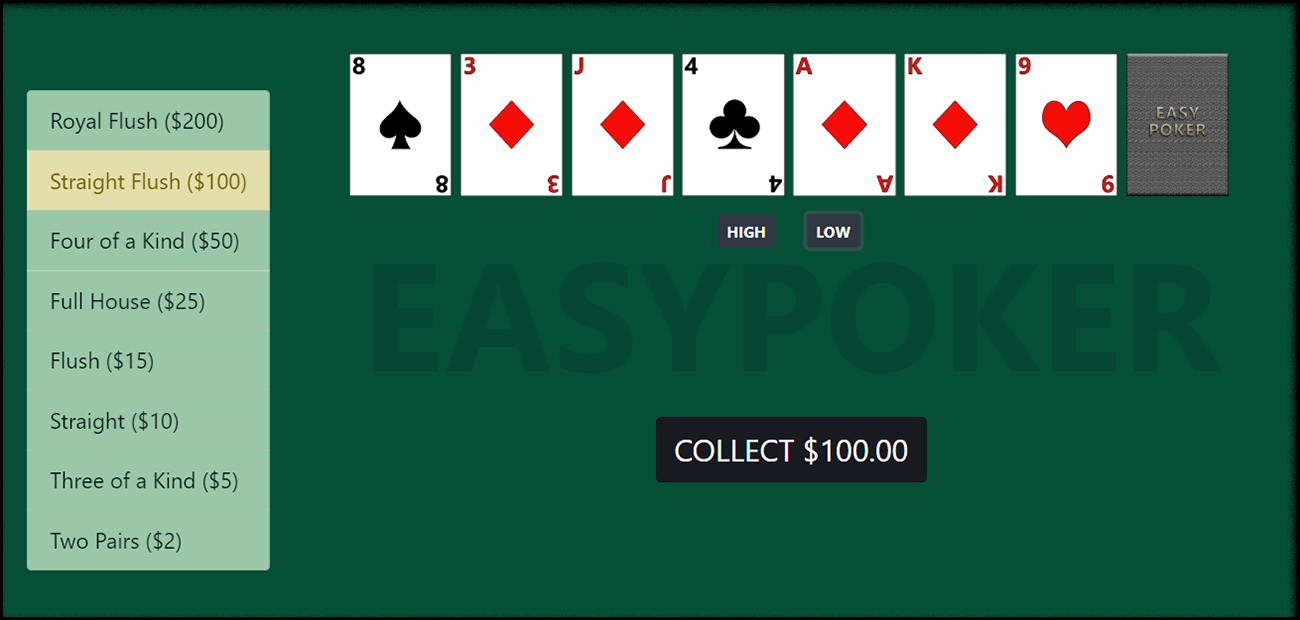 8 3 J 4 A K 9
EASY
POKER
8 3 J 4 A K 9
Royal Flush ($200)
Straight Flush ($100)
Four of a Kind ($50)
Full House ($25)
Flush ($15)
Straight ($10)
Three of a Kind ($5)
Two Pairs ($2)
HIGH LOW
EASYPOKER
COLLECT $100.00